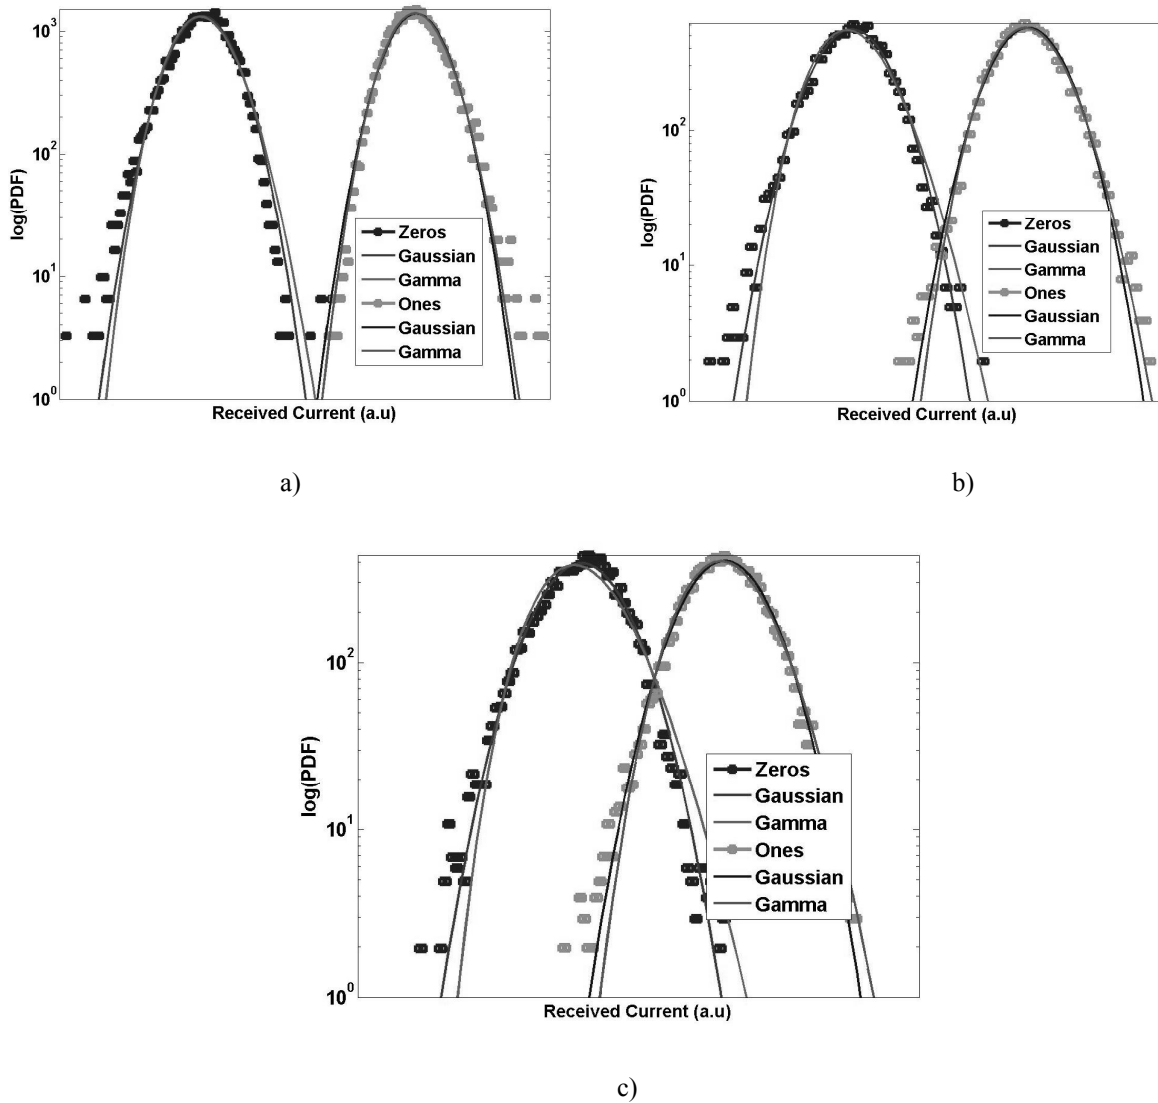 log(PDF)
10³
10²
10¹
10⁰
Zeros
Gaussian
Gamma
Ones
Gaussian
Gamma
Received Current (a.u)
a)
log(PDF)
10²
10¹
10⁰
Zeros
Gaussian
Gamma
Ones
Gaussian
Gamma
Received Current (a.u)
b)
log(PDF)
10²
10¹
10⁰
Zeros
Gaussian
Gamma
Ones
Gaussian
Gamma
Received Current (a.u)
c)